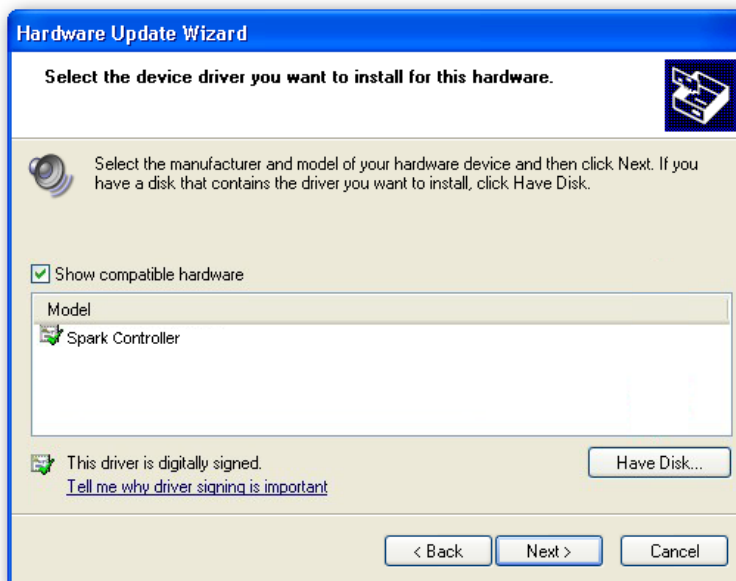 Hardware Update Wizard
Select the device driver you want to install for this hardware.
Select the manufacturer and model of your hardware device and then click Next. If you
have a disk that contains the driver you want to install, click Have Disk.
Show compatible hardware
Model
Spark Controller
This driver is digitally signed.
Have Disk...
Tell me why driver signing is important
< Back
Next >
Cancel